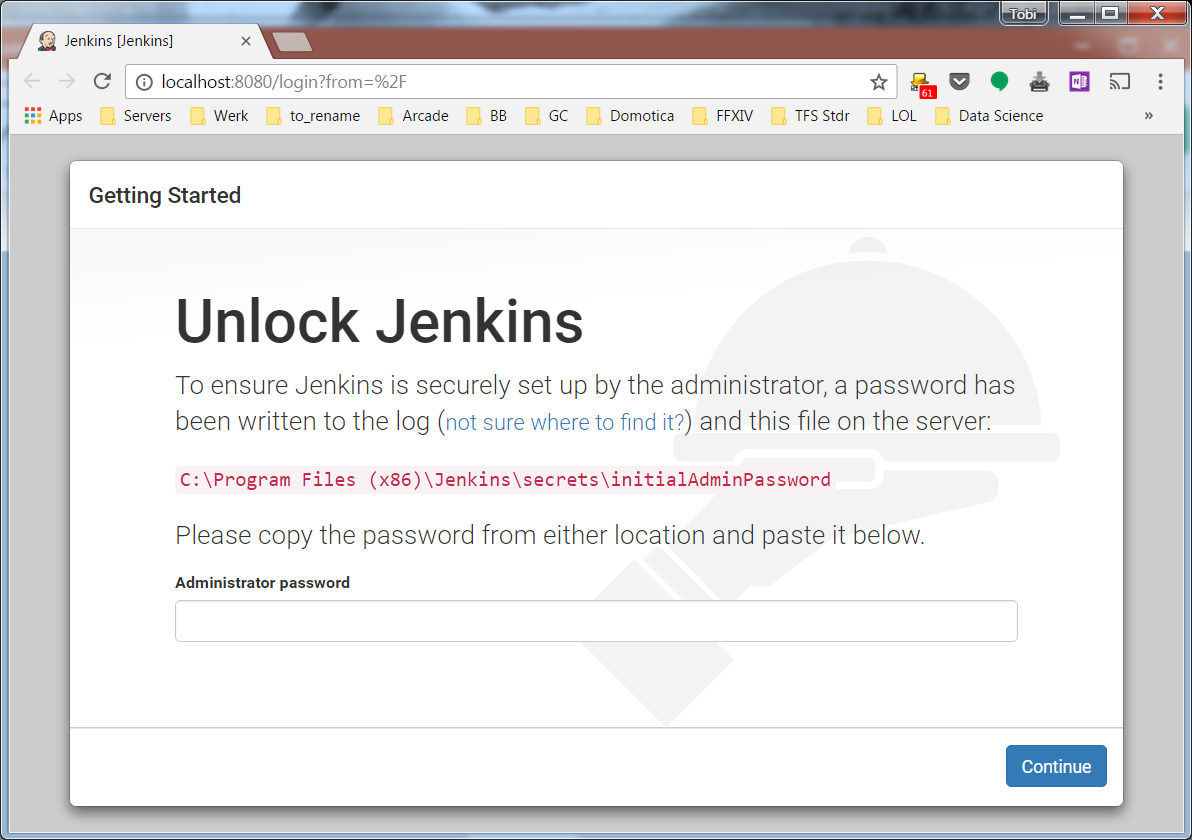 Tobi
Jenkins [Jenkins]
localhost:8080/login?from=%2F
61
N
Apps Servers Werk to_rename Arcade BB GC Domotica FFXIV TFS Stdr LOL Data Science »
Getting Started
Unlock Jenkins
To ensure Jenkins is securely set up by the administrator, a password has
been written to the log (not sure where to find it?) and this file on the server:
C:\Program Files (x86)\Jenkins\secrets\initialAdminPassword
Please copy the password from either location and paste it below.
Administrator password
Continue